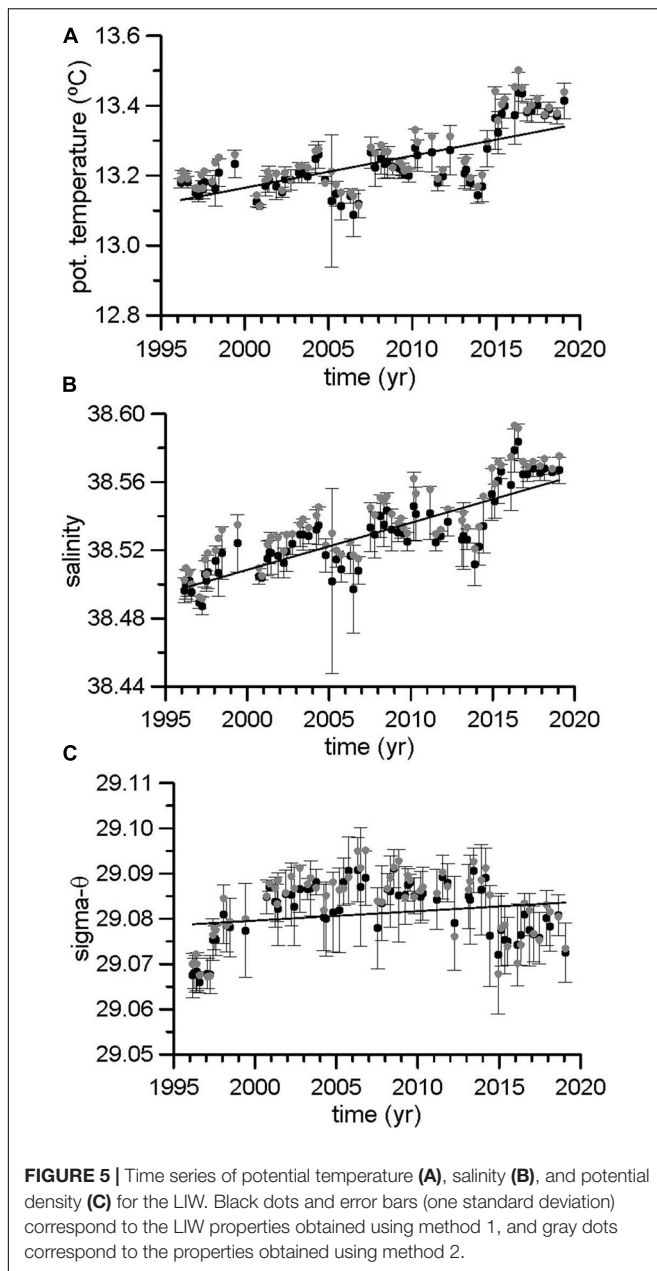 A
13.6
13.4
13.2
13.0
12.8
pot. temperature (ºC)
1995 2000 2005 2010 2015 2020
time (yr)
B
38.60
38.56
38.52
38.48
38.44
salinity
1995 2000 2005 2010 2015 2020
time (yr)
C
29.11
29.10
29.09
29.08
29.07
29.06
29.05
sigma-θ
1995 2000 2005 2010 2015 2020
time (yr)
FIGURE 5 | Time series of potential temperature (A), salinity (B), and potential
density (C) for the LIW. Black dots and error bars (one standard deviation)
correspond to the LIW properties obtained using method 1, and gray dots
correspond to the properties obtained using method 2.